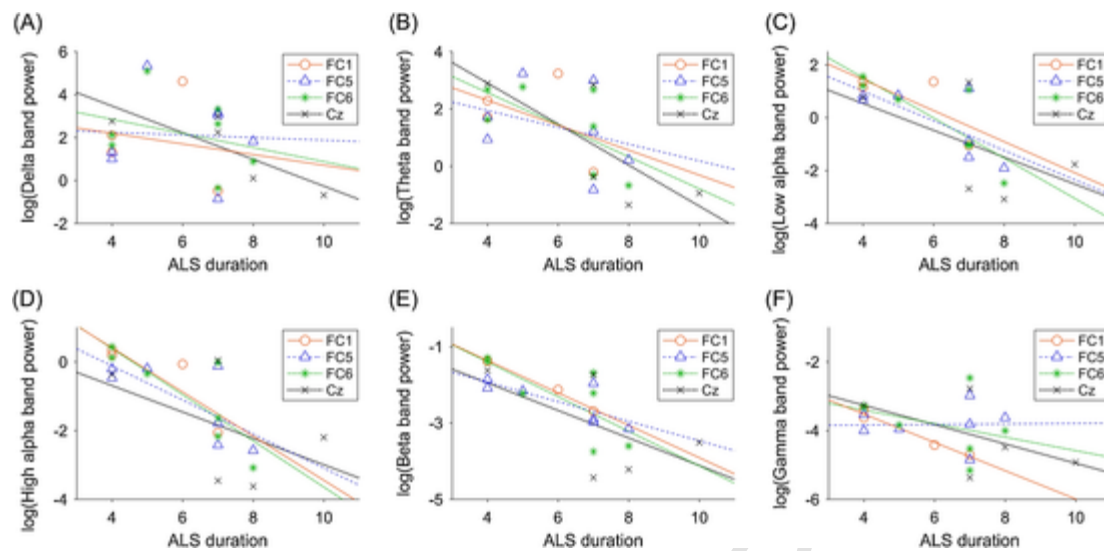 (A)
log(Delta band power)
6
4
2
0
-2
4
6
8
10
ALS duration
FC1
FC5
FC6
Cz
(B)
log(Theta band power)
6
4
2
0
-2
4
6
8
10
ALS duration
FC1
FC5
FC6
Cz
(C)
log(Low alpha band power)
2
0
-2
-4
4
6
8
10
ALS duration
FC1
FC5
FC6
Cz
(D)
log(High alpha band power)
0
-2
-4
4
6
8
10
ALS duration
FC1
FC5
FC6
Cz
(E)
log(Beta band power)
-1
-3
-5
4
6
8
10
ALS duration
FC1
FC5
FC6
Cz
(F)
log(Gamma band power)
-2
-4
-6
4
6
8
10
ALS duration
FC1
FC5
FC6
Cz